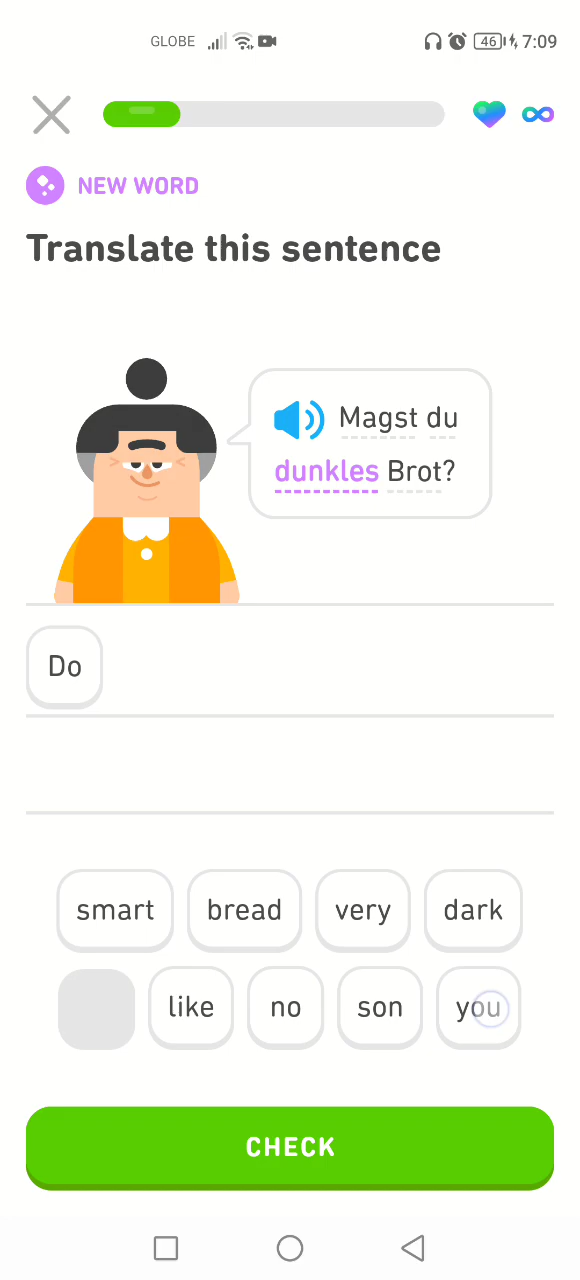 GLOBE 46 7:09
NEW WORD
Translate this sentence
Magst du
dunkles Brot?
Do
smart bread very dark
like no son you
CHECK